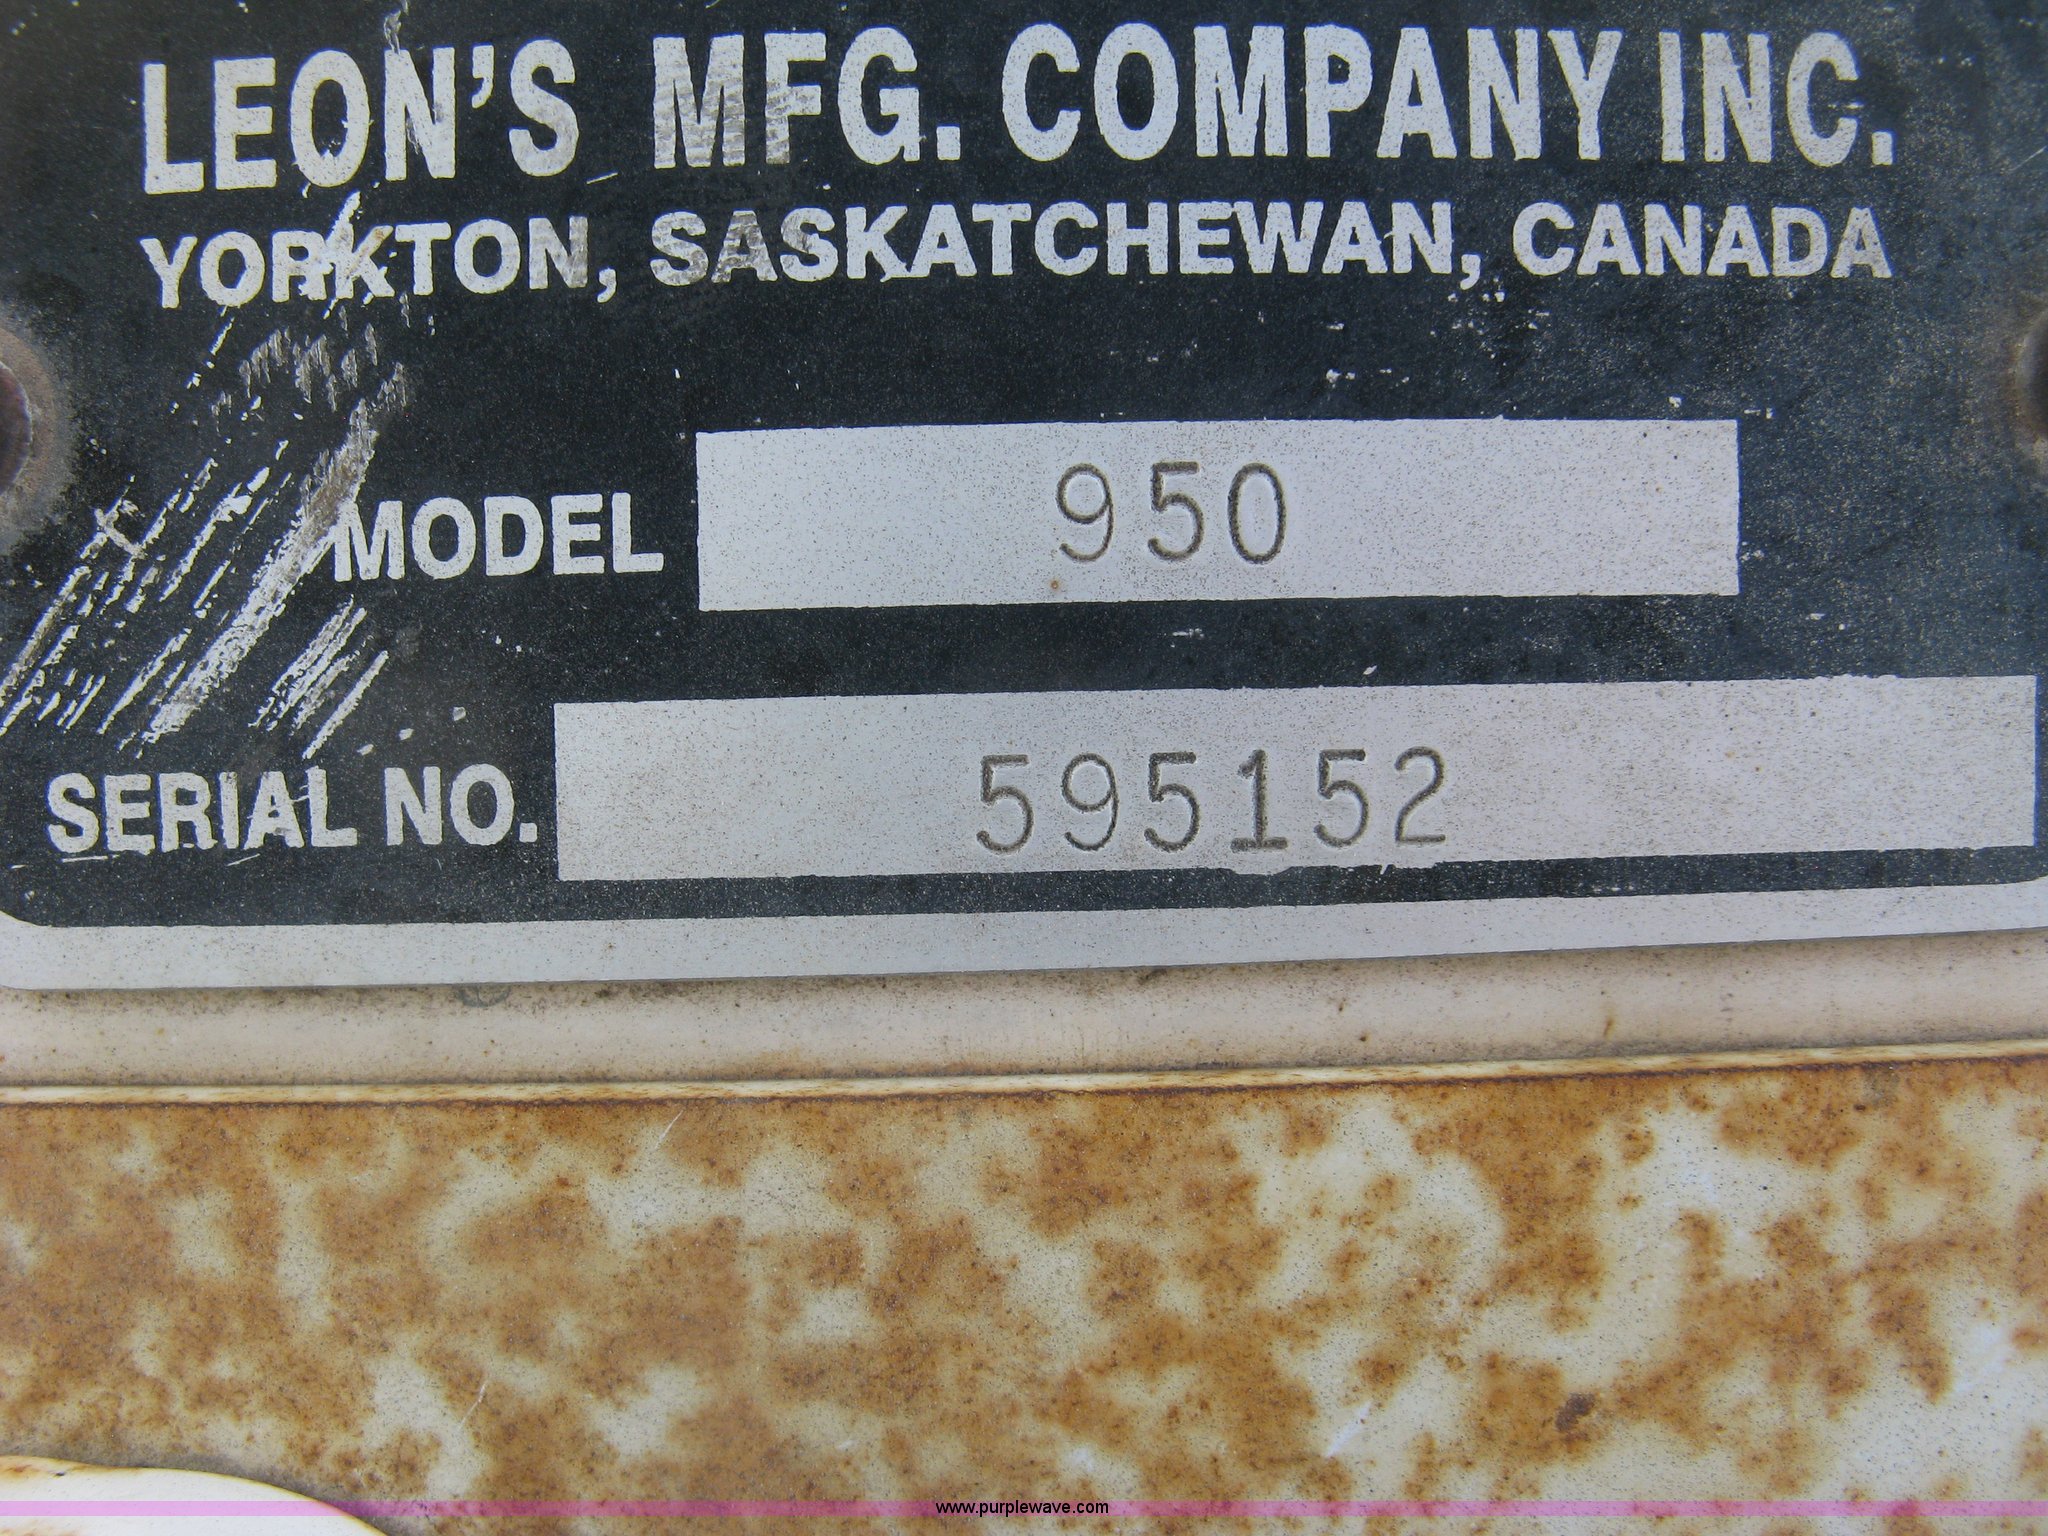 LEON'S MFG. COMPANY INC.
YORKTON, SASKATCHEWAN, CANADA
MODEL 950
SERIAL NO. 595152
www.purplewave.com